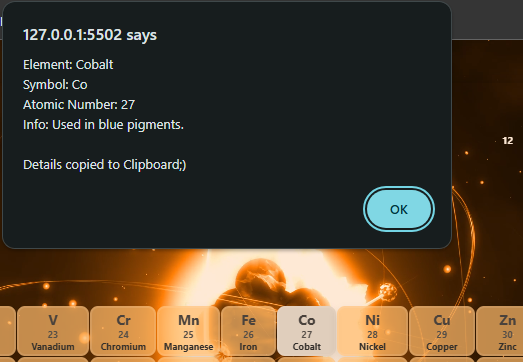 127.0.0.1:5502 says
Element: Cobalt
Symbol: Co
Atomic Number: 27
Info: Used in blue pigments.
Details copied to Clipboard;)
OK
12
V Cr Mn Fe Co Ni Cu Zn
23 24 25 26 27 28 29 30
Vanadium Chromium Manganese Iron Cobalt Nickel Copper Zinc